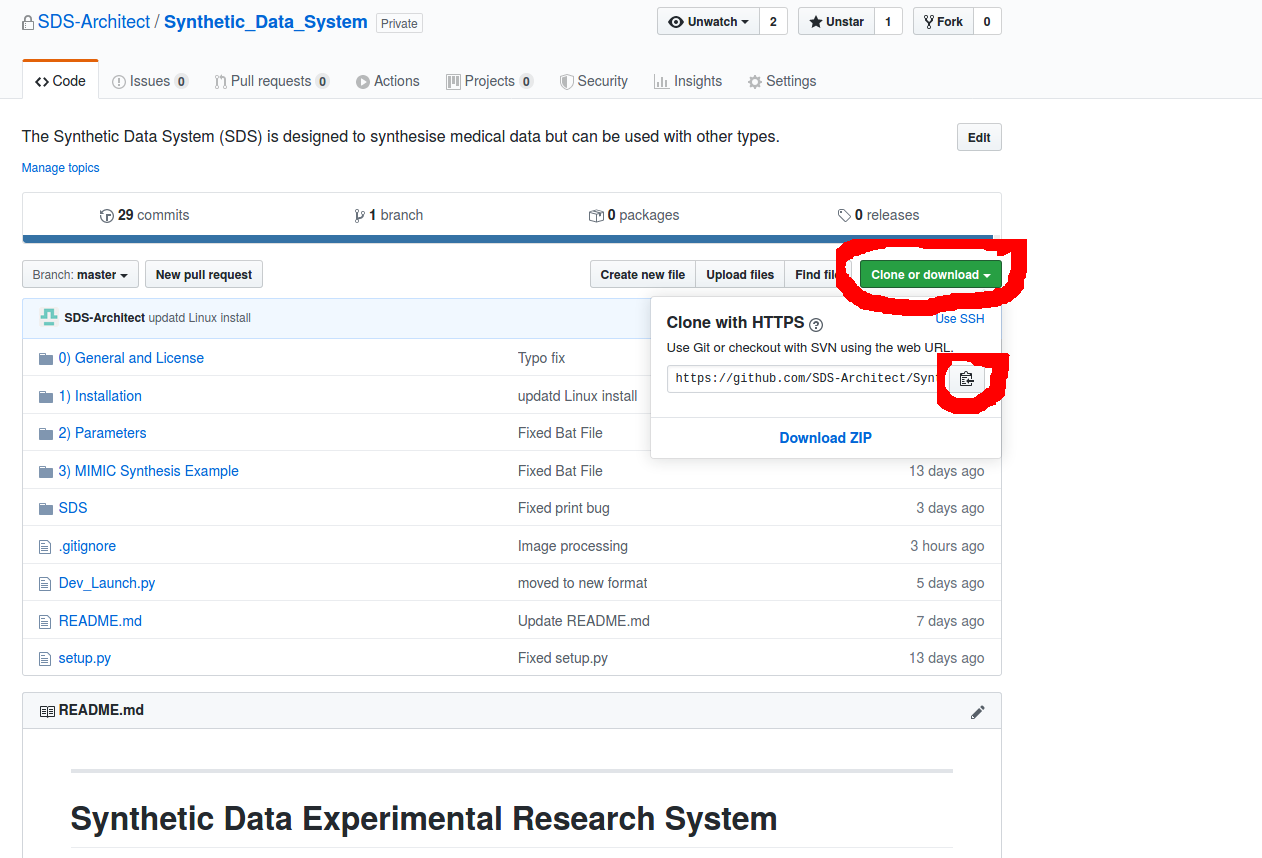 SDS-Architect / Synthetic_Data_System Private Unwatch 2 Unstar 1 Fork 0
Code Issues 0 Pull requests 0 Actions Projects 0 Security Insights Settings
The Synthetic Data System (SDS) is designed to synthesise medical data but can be used with other types. Edit
Manage topics
29 commits 1 branch 0 packages 0 releases
Branch: master New pull request Create new file Upload files Find Clone or download
SDS-Architect updatd Linux install
Clone with HTTPS ? Use SSH
Use Git or checkout with SVN using the web URL.
https://github.com/SDS-Architect/Syn
Download ZIP
0) General and License Typo fix
1) Installation updatd Linux install
2) Parameters Fixed Bat File
3) MIMIC Synthesis Example Fixed Bat File 13 days ago
SDS Fixed print bug 3 days ago
.gitignore Image processing 3 hours ago
Dev_Launch.py moved to new format 5 days ago
README.md Update README.md 7 days ago
setup.py Fixed setup.py 13 days ago
README.md
Synthetic Data Experimental Research System